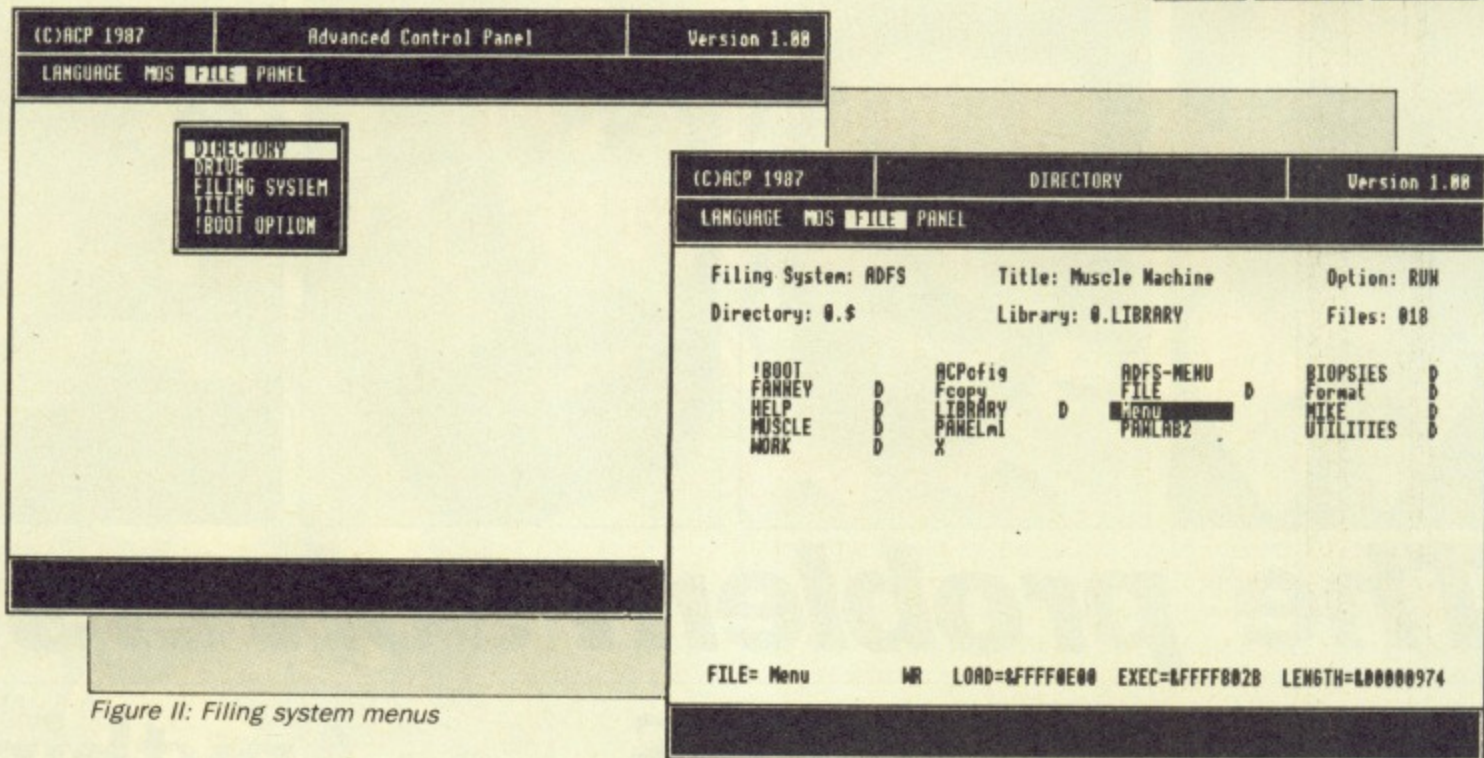 (C)ACP 1987 Advanced Control Panel Version 1.00
LANGUAGE MOS FILE PANEL
DIRECTORY
DRIVE
FILING SYSTEM
TITLE
!BOOT OPTION
(C)ACP 1987 DIRECTORY Version 1.00
LANGUAGE MOS FILE PANEL
Filing System: ADFS Title: Muscle Machine Option: RUN
Directory: 0.$ Library: 0.LIBRARY Files: 018
!BOOT ACPcfig ADFS-MENU BIOPSIES D
FANNEY D Fcopy FILE D Format D
HELP D LIBRARY D Menu MIKE D
MUSCLE D PANELml PANLAB2 UTILITIES D
WORK D X
FILE= Menu WR LOAD=&FFFF0E00 EXEC=&FFFF802B LENGTH=&00000974
Figure II: Filing system menus